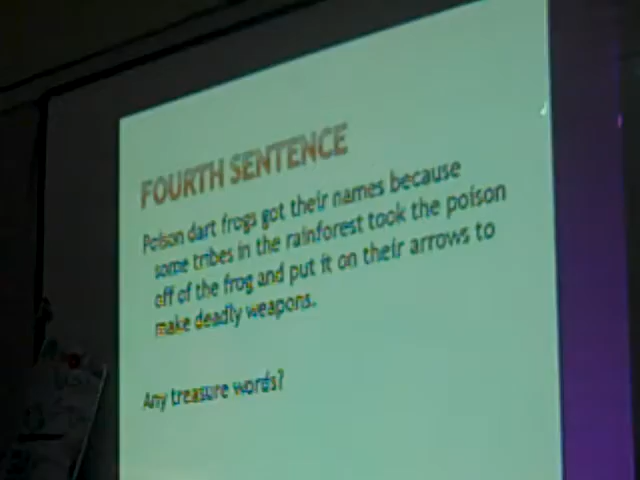 FOURTH SENTENCE
Poison dart frogs got their names because
some tribes in the rainforest took the poison
off of the frog and put it on their arrows to
make deadly weapons.
Any treasure words?